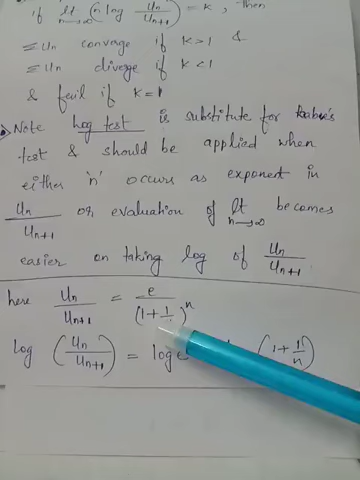 if lt n→∞ (n log Un/Un+1) = K, then
≤Un convage if K>1 &
≤Un diverge if K<1
& fail if K=1
Note Log test is substitute for Raabe's
test & should be applied when
either 'n' occurs as exponent in
Un/Un+1 or evaluation of lt n→∞ becomes
easier on taking log of Un/Un+1.
here Un/Un+1 = e/(1+1/n)^n
log (Un/Un+1) = log e (1+1/n)